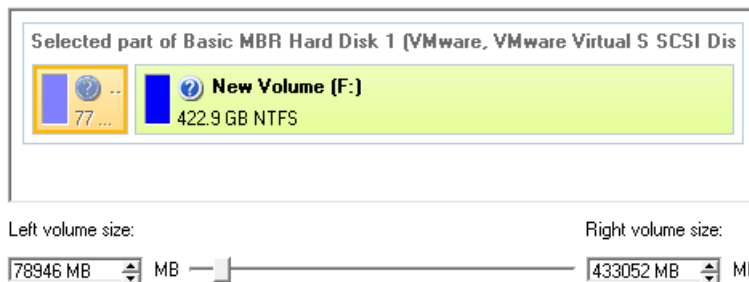 Selected part of Basic MBR Hard Disk 1 (VMware, VMware Virtual S SCSI Dis
? ..
77 ...
? New Volume (F:)
422.9 GB NTFS
Left volume size:
Right volume size:
78946 MB MB
433052 MB